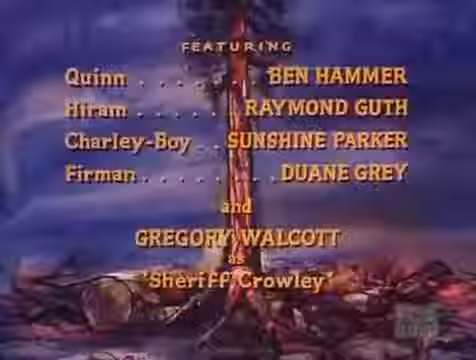 FEATURING
Quinn . . . . . . . BEN HAMMER
Hiram . . . . . RAYMOND GUTH
Charley-Boy . . SUNSHINE PARKER
Firman . . . . . . . . DUANE GREY
and
GREGORY WALCOTT
as
'Sheriff Crowley'